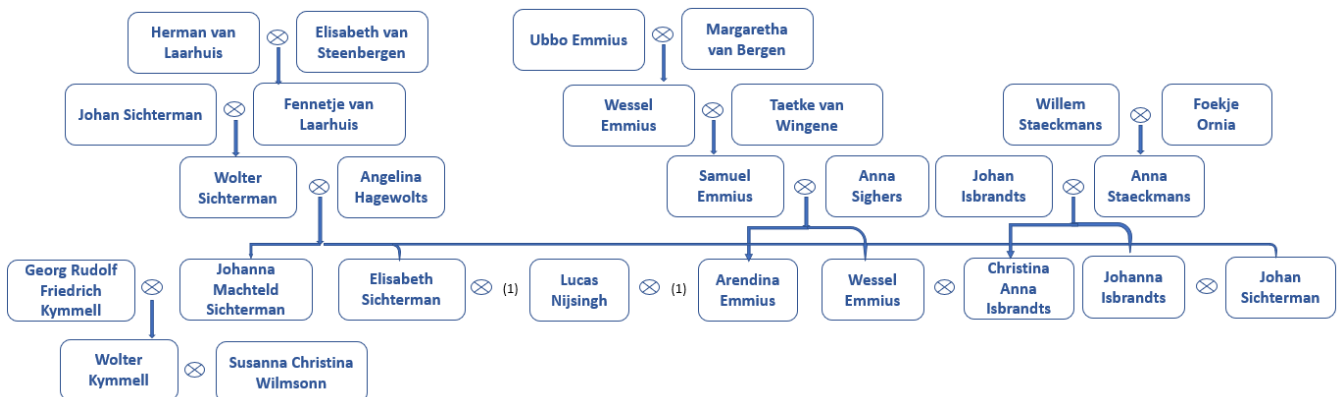 Herman van
Laarhuis
Elisabeth van
Steenbergen
Ubbo Emmius
Margaretha
van Bergen
Johan Sichterman
Fennetje van
Laarhuis
Wessel
Emmius
Taetke van
Wingene
Willem
Staeckmans
Foekje
Ornia
Wolter
Sichterman
Angelina
Hagewolts
Samuel
Emmius
Anna
Sighers
Johan
Isbrandts
Anna
Staeckmans
Georg Rudolf
Friedrich
Kymmell
Johanna
Machteld
Sichterman
Elisabeth
Sichterman
(1)
Lucas
Nijsingh
(1)
Arendina
Emmius
Wessel
Emmius
Christina
Anna
Isbrandts
Johanna
Isbrandts
Johan
Sichterman
Wolter
Kymmell
Susanna Christina
Wilmsonn